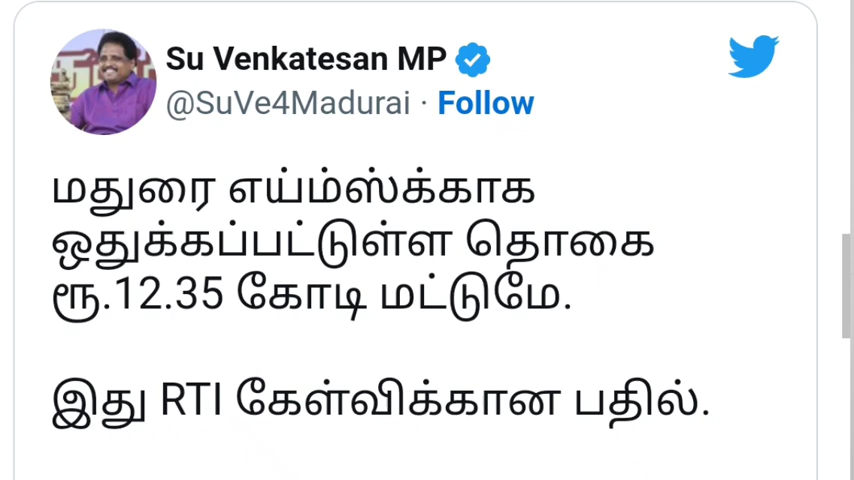 Su Venkatesan MP
@SuVe4Madurai · Follow
மதுரை எய்ம்ஸ்க்காக
ஒதுக்கப்பட்டுள்ள தொகை
ரூ.12.35 கோடி மட்டுமே.
இது RTI கேள்விக்கான பதில்.